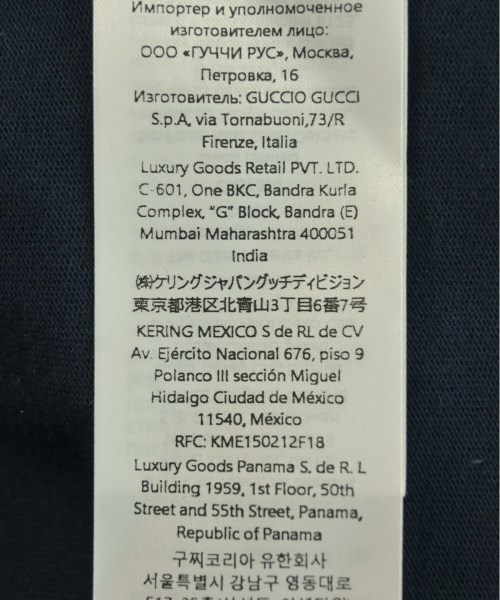 Импортер и уполномоченное
изготовителем лицо:
ООО «ГУЧЧИ РУС», Москва,
Петровка, 16
Изготовитель: GUCCIO GUCCI
S.p.A, via Tornabuoni,73/R
Firenze, Italia
Luxury Goods Retail PVT. LTD.
C-601, One BKC, Bandra Kurla
Complex, “G” Block, Bandra (E)
Mumbai Maharashtra 400051
India
㈱ケリングジャパングッチディビジョン
東京都港区北青山3丁目6番7号
KERING MEXICO S de RL de CV
Av. Ejército Nacional 676, piso 9
Polanco III sección Miguel
Hidalgo Ciudad de México
11540, México
RFC: KME150212F18
Luxury Goods Panama S. de R. L
Building 1959, 1st Floor, 50th
Street and 55th Street, Panama,
Republic of Panama
구찌코리아 유한회사
서울특별시 강남구 영동대로